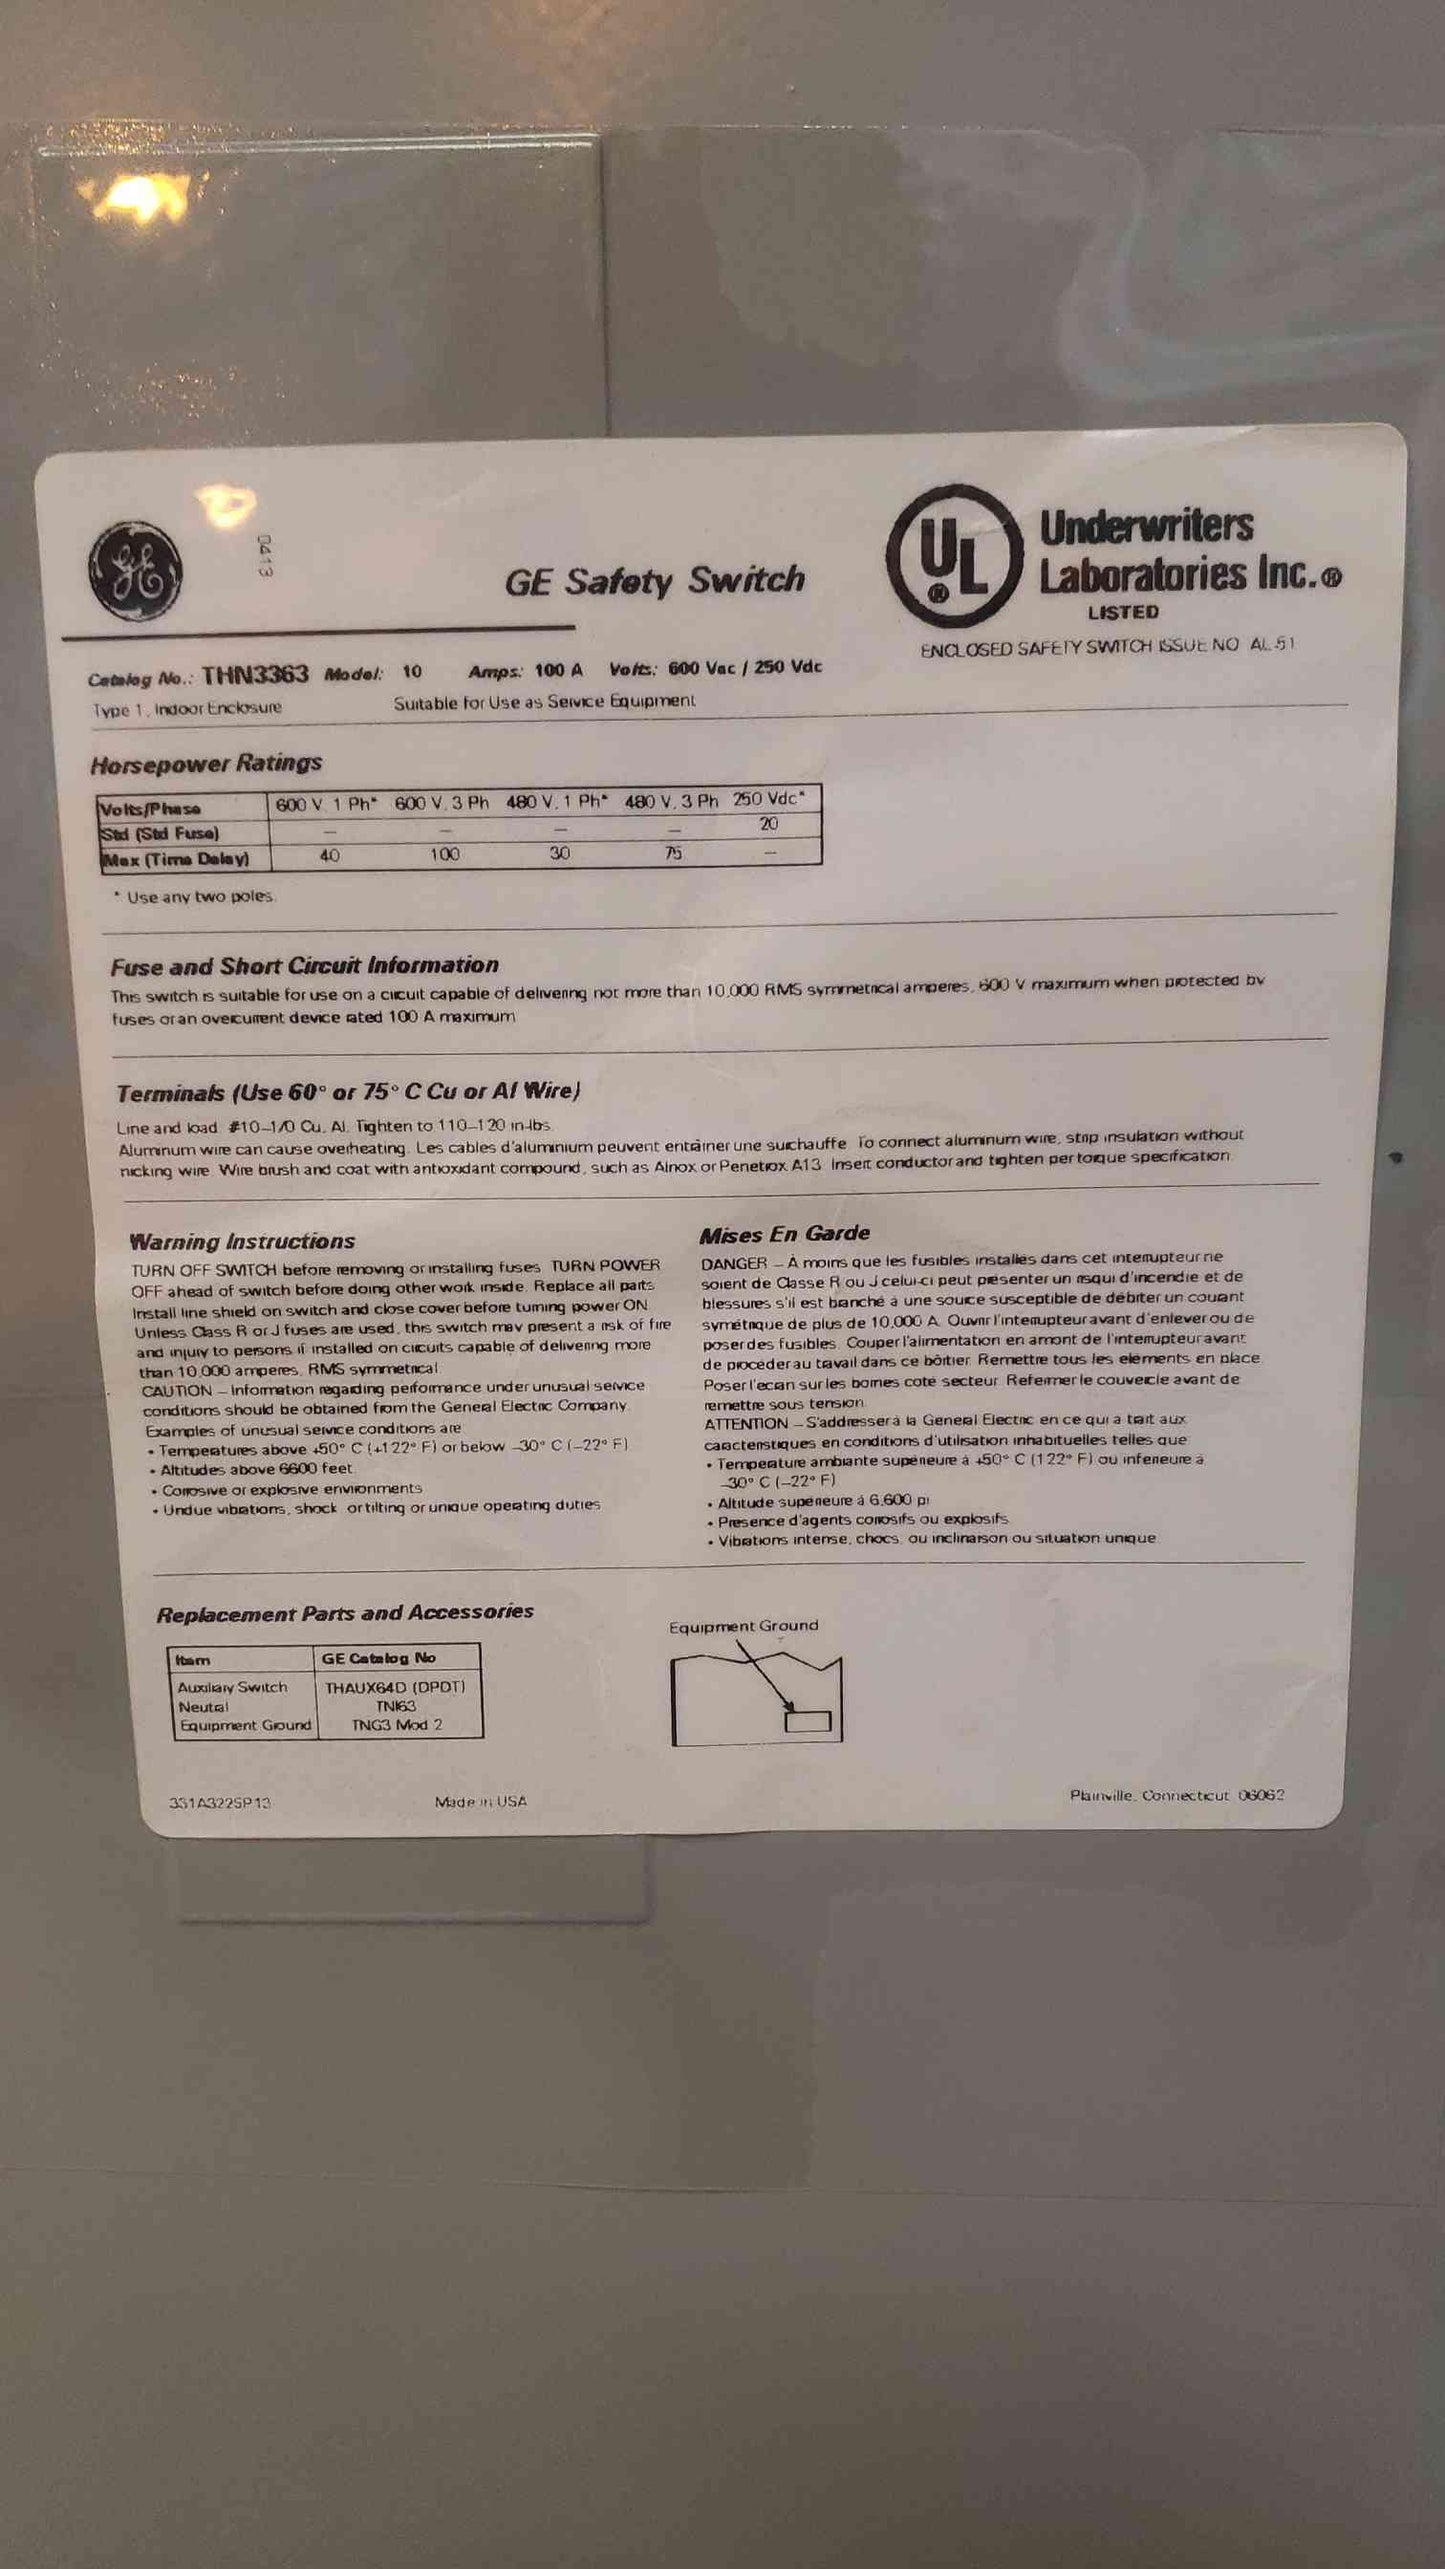 GE
0413
GE Safety Switch
UL
®
Underwriters
Laboratories Inc.®
LISTED
ENCLOSED SAFETY SWITCH ISSUE NO AL-51
Catalog No.: THN3363 Model: 10 Amps: 100 A Volts: 600 Vac / 250 Vdc
Type 1, Indoor Enclosure Suitable for Use as Service Equipment
Horsepower Ratings
Volts/Phase 600 V, 1 Ph* 600 V, 3 Ph 480 V, 1 Ph* 480 V, 3 Ph 250 Vdc*
Std (Std Fuse) — — — — 20
Max (Time Delay) 40 100 30 75 —
* Use any two poles.
Fuse and Short Circuit Information
This switch is suitable for use on a circuit capable of delivering not more than 10,000 RMS symmetrical amperes, 600 V maximum when protected by
fuses or an overcurrent device rated 100 A maximum
Terminals (Use 60° or 75° C Cu or Al Wire)
Line and load #10–1/0 Cu, Al, Tighten to 110–120 in-lbs.
Aluminum wire can cause overheating. Les cables d'aluminium peuvent entrâiner une surchauffe To connect aluminum wire, strip insulation without
nicking wire Wire brush and coat with antioxidant compound, such as Alnox or Penetrox A13 Insert conductor and tighten per torque specification
Warning Instructions
TURN OFF SWITCH before removing or installing fuses TURN POWER
OFF ahead of switch before doing other work inside. Replace all parts.
Install line shield on switch and close cover before turning power ON
Unless Class R or J fuses are used, this switch may present a risk of fire
and injury to persons if installed on circuits capable of delivering more
than 10,000 amperes, RMS symmetrical
CAUTION – Information regarding performance under unusual service
conditions should be obtained from the General Electric Company
Examples of unusual service conditions are
• Temperatures above +50° C (+122° F) or below –30° C (–22° F)
• Altitudes above 6600 feet
• Corrosive or explosive environments
• Undue vibrations, shock or tilting or unique operating duties
Mises En Garde
DANGER – À moins que les fusibles installés dans cet interrupteur ne
soient de Classe R ou J celui-ci peut présenter un risqui d'incendie et de
blessures s'il est branché à une source susceptible de débiter un courant
symétrique de plus de 10,000 A. Ouvrir l'interrupteur avant d'enlever ou de
poser des fusibles. Couper l'alimentation en amont de l'interrupteur avant
de procéder au travail dans ce bôitier Remettre tous les elements en place
Poser l'ecran sur les bornes coté secteur Refermer le couvercle avant de
remettre sous tension
ATTENTION – S'addresser à la General Electric en ce qui a trait aux
caracteristiques en conditions d'utilisation inhabituelles telles que
• Temperature ambiante supérieure à +50° C (122° F) ou inférieure à
–30° C (–22° F)
• Altitude supérieure á 6,600 pi
• Presence d'agents corrosifs ou explosifs
• Vibrations intense, chocs, ou inclinaison ou situation unique
Replacement Parts and Accessories
Item GE Catalog No
Auxiliary Switch THAUX64D (DPDT)
Neutral TNI63
Equipment Ground TNG3 Mod 2
Equipment Ground
331A3225P13 Made in USA Plainville, Connecticut 06062